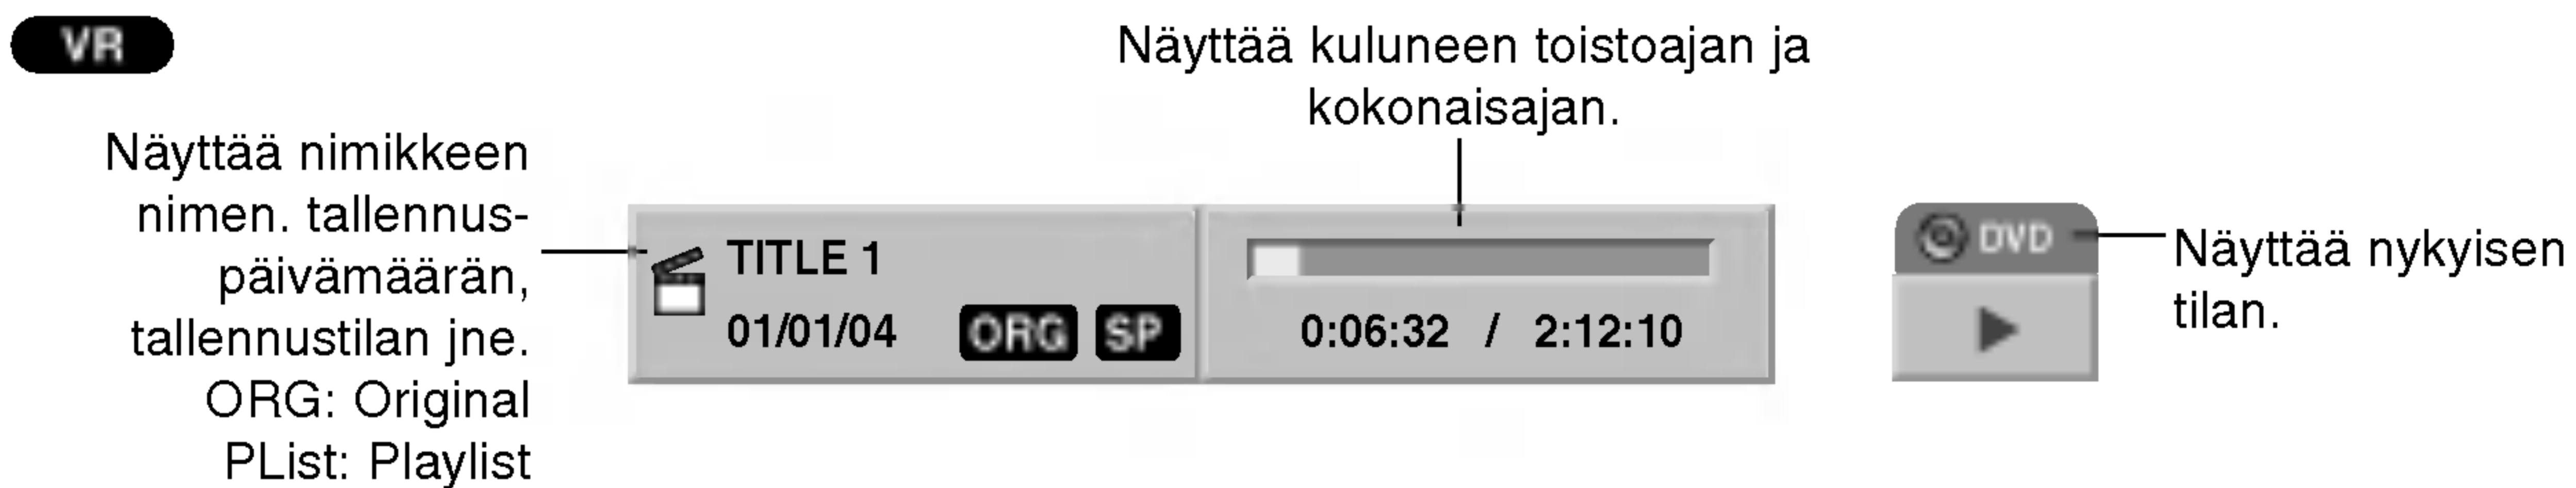 VR
Näyttää nimikkeen
nimen. tallennus-
päivämäärän,
tallennustilan jne.
ORG: Original
PList: Playlist
Näyttää kuluneen toistoajan ja
kokonaisajan.
TITLE 1
01/01/04 ORG SP
0:06:32 / 2:12:10
DVD
Näyttää nykyisen
tilan.